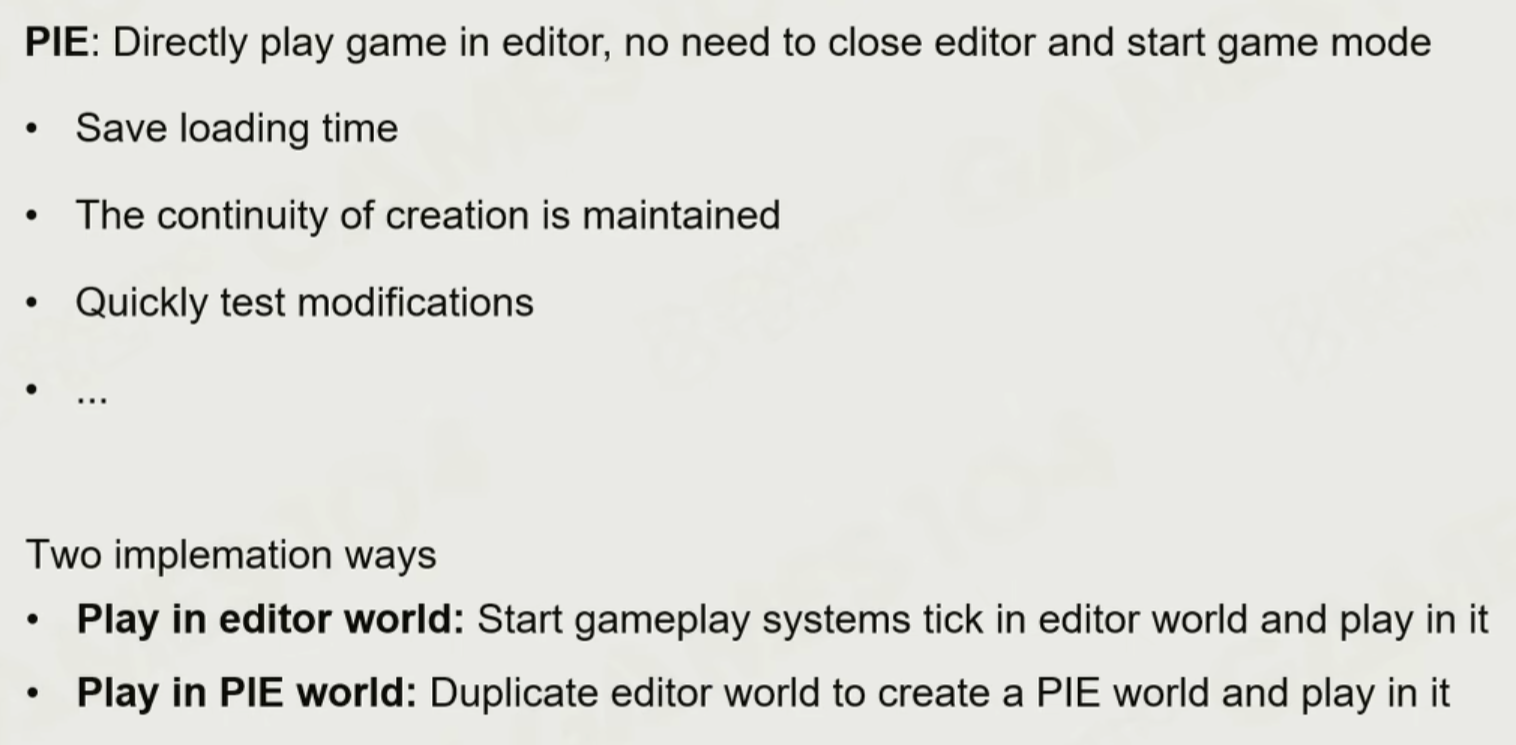 PIE: Directly play game in editor, no need to close editor and start game mode
• Save loading time
• The continuity of creation is maintained
• Quickly test modifications
• ...
Two implemation ways
• Play in editor world: Start gameplay systems tick in editor world and play in it
• Play in PIE world: Duplicate editor world to create a PIE world and play in it
GAMES104